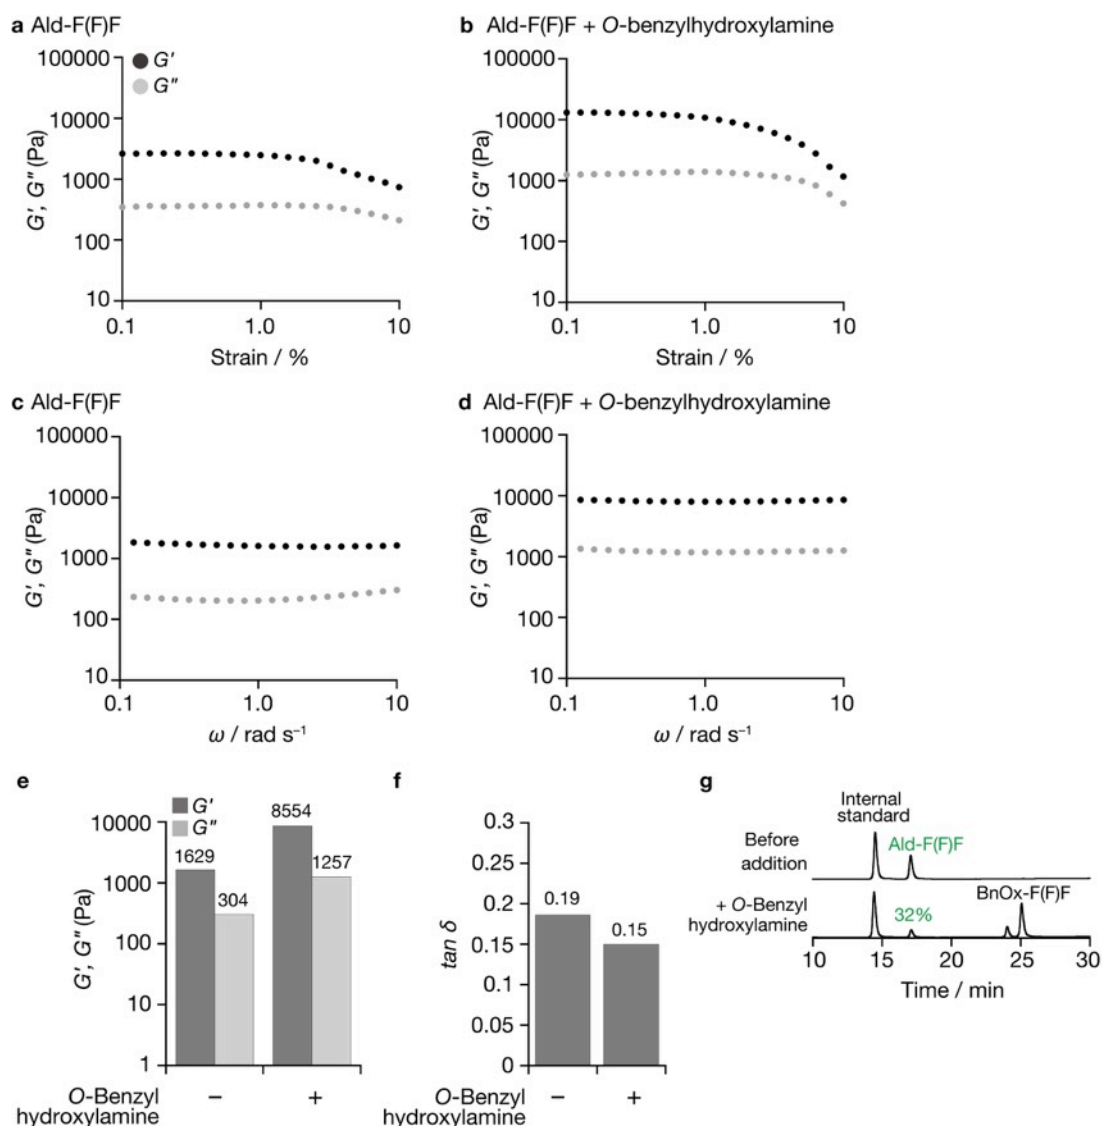 a Ald-F(F)F
G'
G"
100000
10000
1000
100
10
G', G" (Pa)
0.1
1.0
10
Strain / %
b Ald-F(F)F + O-benzylhydroxylamine
100000
10000
1000
100
10
G', G" (Pa)
0.1
1.0
10
Strain / %
c Ald-F(F)F
100000
10000
1000
100
10
G', G" (Pa)
0.1
1.0
10
ω / rad s⁻¹
d Ald-F(F)F + O-benzylhydroxylamine
100000
10000
1000
100
10
G', G" (Pa)
0.1
1.0
10
ω / rad s⁻¹
e
G'
G"
10000
1000
100
10
1
G', G" (Pa)
1629
304
8554
1257
O-Benzyl
hydroxylamine
−
+
f
0.3
0.25
0.2
0.15
0.1
0.05
0
tan δ
0.19
0.15
O-Benzyl
hydroxylamine
−
+
g
Internal
standard
Before
addition
Ald-F(F)F
+ O-Benzyl
hydroxylamine
32%
BnOx-F(F)F
10
15
20
25
30
Time / min